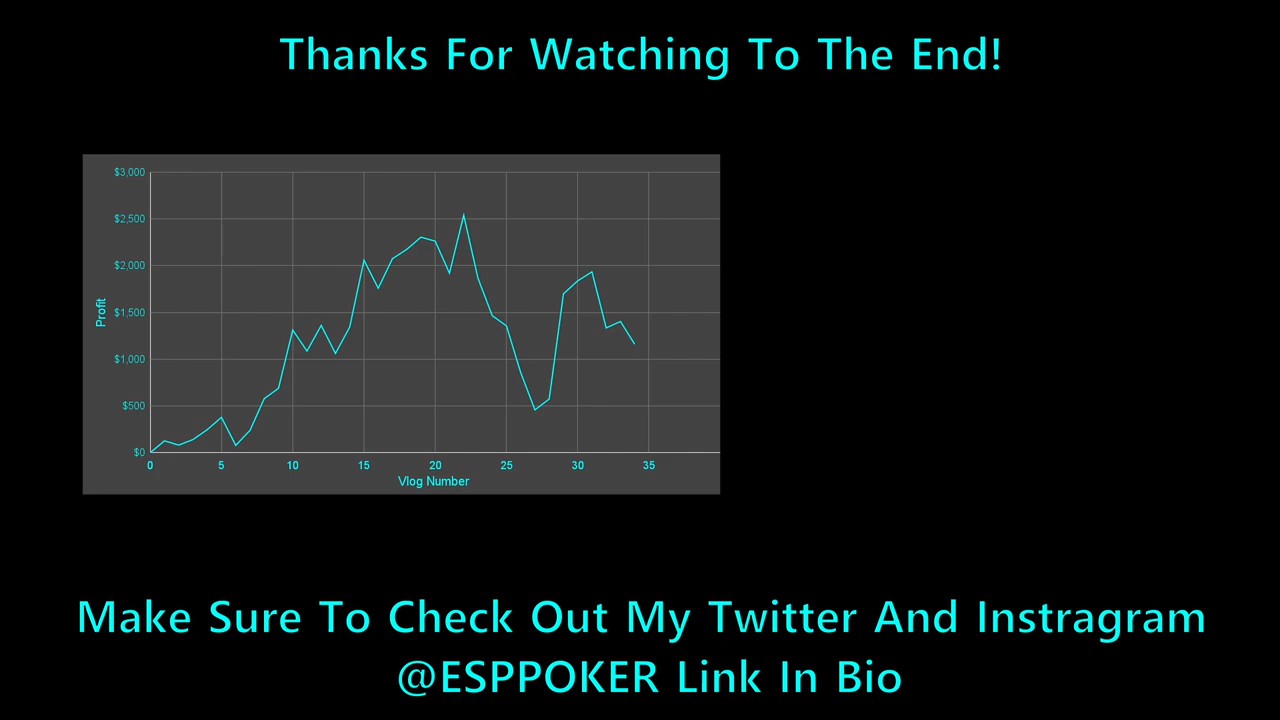 Thanks For Watching To The End!
$3,000
$2,500
$2,000
$1,500
$1,000
$500
$0
Profit
0 5 10 15 20 25 30 35
Vlog Number
Make Sure To Check Out My Twitter And Instragram
@ESPPOKER Link In Bio